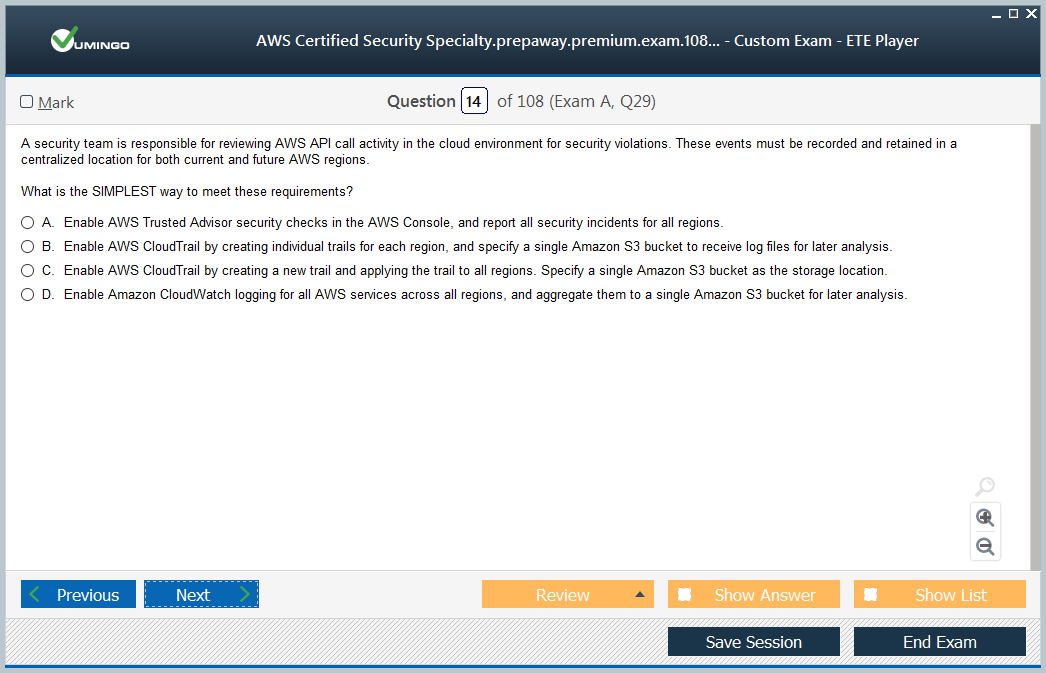 VUMINGO
AWS Certified Security Specialty.prepaway.premium.exam.108... - Custom Exam - ETE Player
Mark
Question 14 of 108 (Exam A, Q29)
A security team is responsible for reviewing AWS API call activity in the cloud environment for security violations. These events must be recorded and retained in a
centralized location for both current and future AWS regions.
What is the SIMPLEST way to meet these requirements?
A. Enable AWS Trusted Advisor security checks in the AWS Console, and report all security incidents for all regions.
B. Enable AWS CloudTrail by creating individual trails for each region, and specify a single Amazon S3 bucket to receive log files for later analysis.
C. Enable AWS CloudTrail by creating a new trail and applying the trail to all regions. Specify a single Amazon S3 bucket as the storage location.
D. Enable Amazon CloudWatch logging for all AWS services across all regions, and aggregate them to a single Amazon S3 bucket for later analysis.
Previous Next Review Show Answer Show List
Save Session End Exam